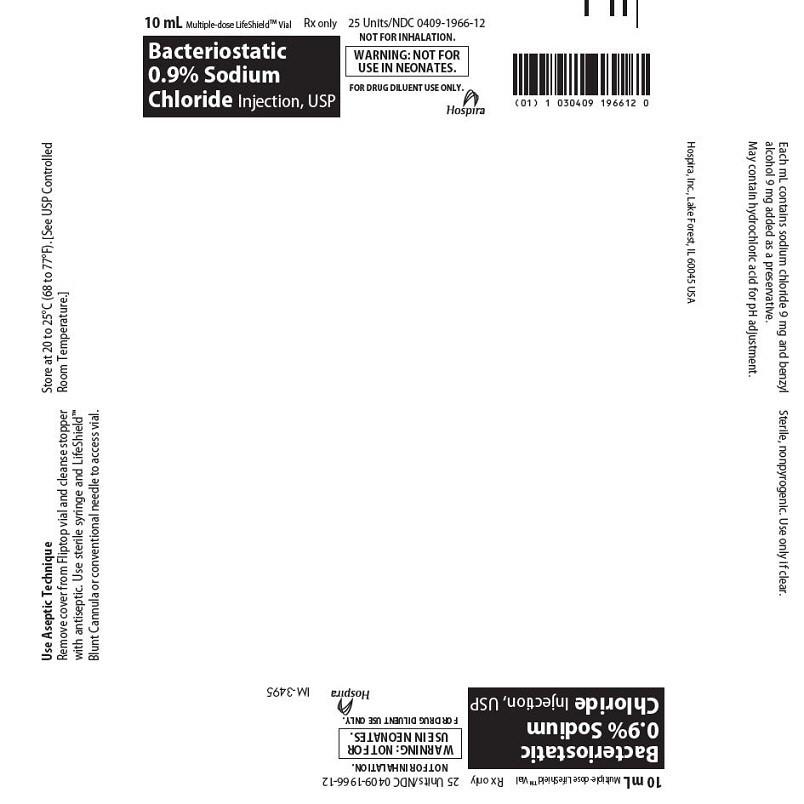 10 mL Multiple-dose LifeShield™ Vial Rx only 25 Units/NDC 0409-1966-12
Bacteriostatic
0.9% Sodium
Chloride Injection, USP
NOT FOR INHALATION.
WARNING: NOT FOR
USE IN NEONATES.
FOR DRUG DILUENT USE ONLY.
Hospira
(01) 1 030409 196612 0
Each mL contains sodium chloride 9 mg and benzyl
alcohol 9 mg added as a preservative.
May contain hydrochloric acid for pH adjustment.
Sterile, nonpyrogenic. Use only if clear.
Hospira, Inc., Lake Forest, IL 60045 USA
Store at 20 to 25°C (68 to 77°F). [See USP Controlled
Room Temperature.]
Use Aseptic Technique
Remove cover from Fliptop vial and cleanse stopper
with antiseptic. Use sterile syringe and LifeShield™
Blunt Cannula or conventional needle to access vial.
10 mL Multiple-dose LifeShield™ Vial Rx only 25 Units/NDC 0409-1966-12
Bacteriostatic
0.9% Sodium
Chloride Injection, USP
NOT FOR INHALATION.
WARNING: NOT FOR
USE IN NEONATES.
FOR DRUG DILUENT USE ONLY.
Hospira
IM-3495